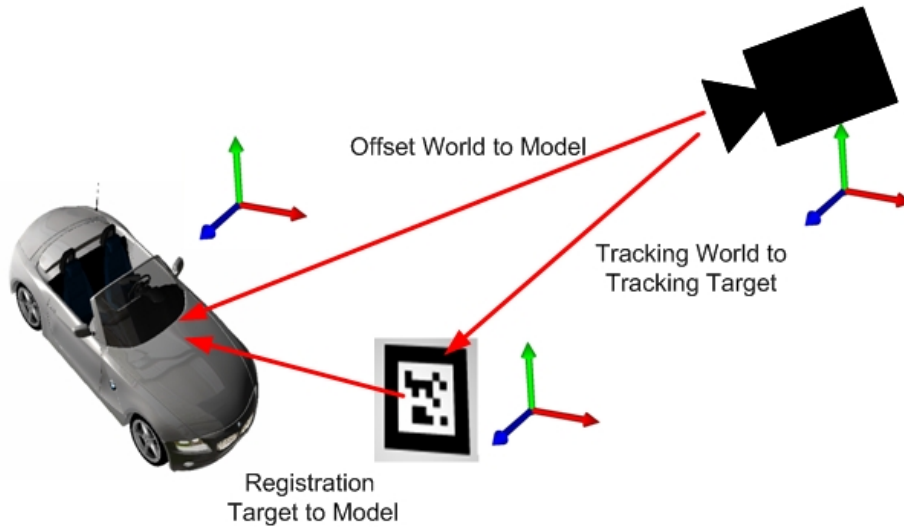 Offset World to Model
Tracking World to
Tracking Target
Registration
Target to Model